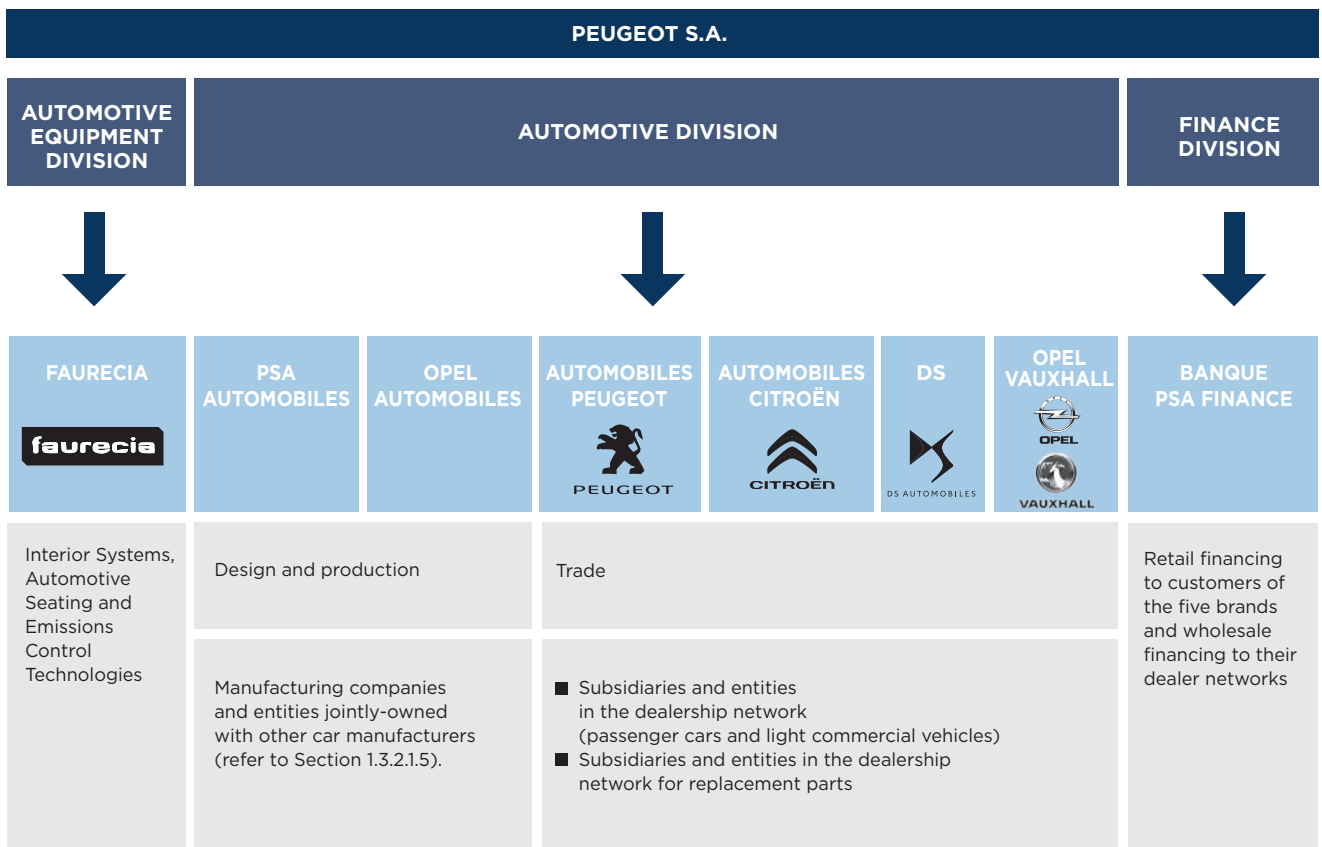 PEUGEOT S.A.
AUTOMOTIVE
EQUIPMENT
DIVISION
AUTOMOTIVE DIVISION
FINANCE
DIVISION
FAURECIA
faurecia
PSA
AUTOMOBILES
OPEL
AUTOMOBILES
AUTOMOBILES
PEUGEOT
PEUGEOT
AUTOMOBILES
CITROËN
CITROËN
DS
DS AUTOMOBILES
OPEL
VAUXHALL
OPEL
VAUXHALL
BANQUE
PSA FINANCE
Interior Systems,
Automotive
Seating and
Emissions
Control
Technologies
Design and production
Manufacturing companies
and entities jointly-owned
with other car manufacturers
(refer to Section 1.3.2.1.5).
Trade
■ Subsidiaries and entities
in the dealership network
(passenger cars and light commercial vehicles)
■ Subsidiaries and entities in the dealership
network for replacement parts
Retail financing
to customers of
the five brands
and wholesale
financing to their
dealer networks